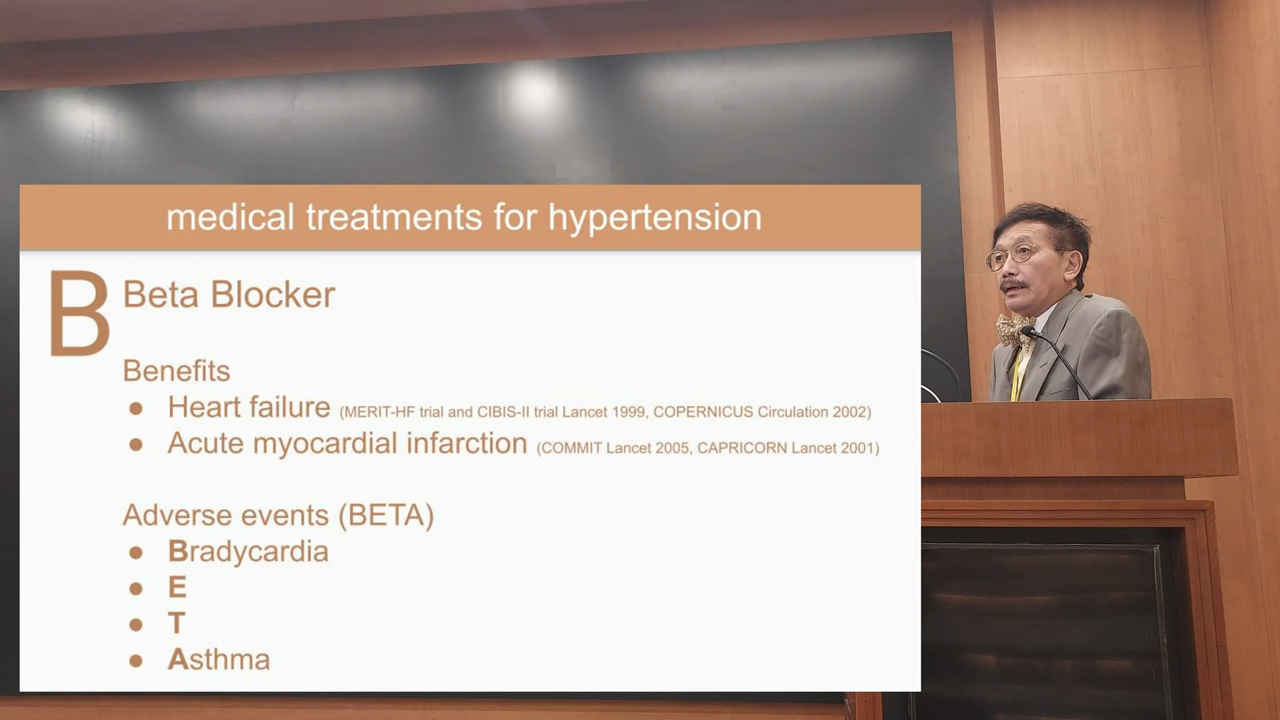 medical treatments for hypertension
B Beta Blocker
Benefits
● Heart failure (MERIT-HF trial and CIBIS-II trial Lancet 1999, COPERNICUS Circulation 2002)
● Acute myocardial infarction (COMMIT Lancet 2005, CAPRICORN Lancet 2001)
Adverse events (BETA)
● Bradycardia
● E
● T
● Asthma